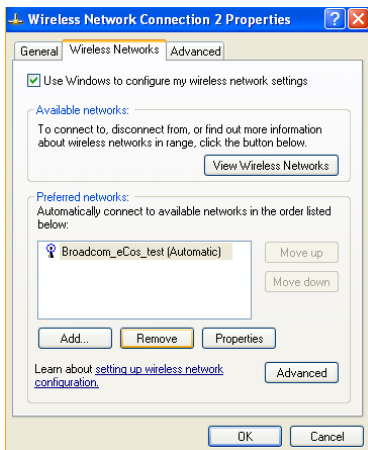 Wireless Network Connection 2 Properties
General Wireless Networks Advanced
Use Windows to configure my wireless network settings
Available networks:
To connect to, disconnect from, or find out more information
about wireless networks in range, click the button below.
View Wireless Networks
Preferred networks:
Automatically connect to available networks in the order listed
below:
Broadcom_eCos_test (Automatic)
Move up
Move down
Add... Remove Properties
Learn about setting up wireless network
configuration.
Advanced
OK Cancel